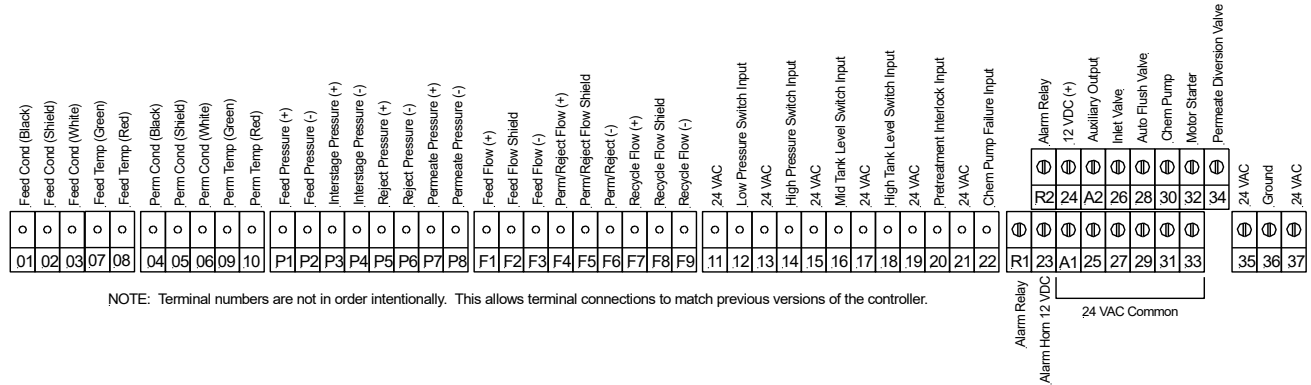 Feed Cond (Black)
Feed Cond (Shield)
Feed Cond (White)
Feed Temp (Green)
Feed Temp (Red)
Perm Cond (Black)
Perm Cond (Shield)
Perm Cond (White)
Perm Temp (Green)
Perm Temp (Red)
Feed Pressure (+)
Feed Pressure (-)
Interstage Pressure (+)
Interstage Pressure (-)
Reject Pressure (+)
Reject Pressure (-)
Permeate Pressure (+)
Permeate Pressure (-)
Feed Flow (+)
Feed Flow Shield
Feed Flow (-)
Perm/Reject Flow (+)
Perm/Reject Flow Shield
Perm/Reject (-)
Recycle Flow (+)
Recycle Flow Shield
Recycle Flow (-)
24 VAC
Low Pressure Switch Input
24 VAC
High Pressure Switch Input
24 VAC
Mid Tank Level Switch Input
24 VAC
High Tank Level Switch Input
24 VAC
Pretreatment Interlock Input
24 VAC
Chem Pump Failure Input
Alarm Relay
12 VDC (+)
Auxiliary Output
Inlet Valve
Auto Flush Valve
Chem Pump
Motor Starter
Permeate Diversion Valve
24 VAC
Ground
24 VAC
R2 24 A2 26 28 30 32 34
01 02 03 07 08 04 05 06 09 10 P1 P2 P3 P4 P5 P6 P7 P8 F1 F2 F3 F4 F5 F6 F7 F8 F9 11 12 13 14 15 16 17 18 19 20 21 22 R1 23 A1 25 27 29 31 33 35 36 37
NOTE: Terminal numbers are not in order intentionally. This allows terminal connections to match previous versions of the controller.
Alarm Relay
Alarm Horn 12 VDC
24 VAC Common